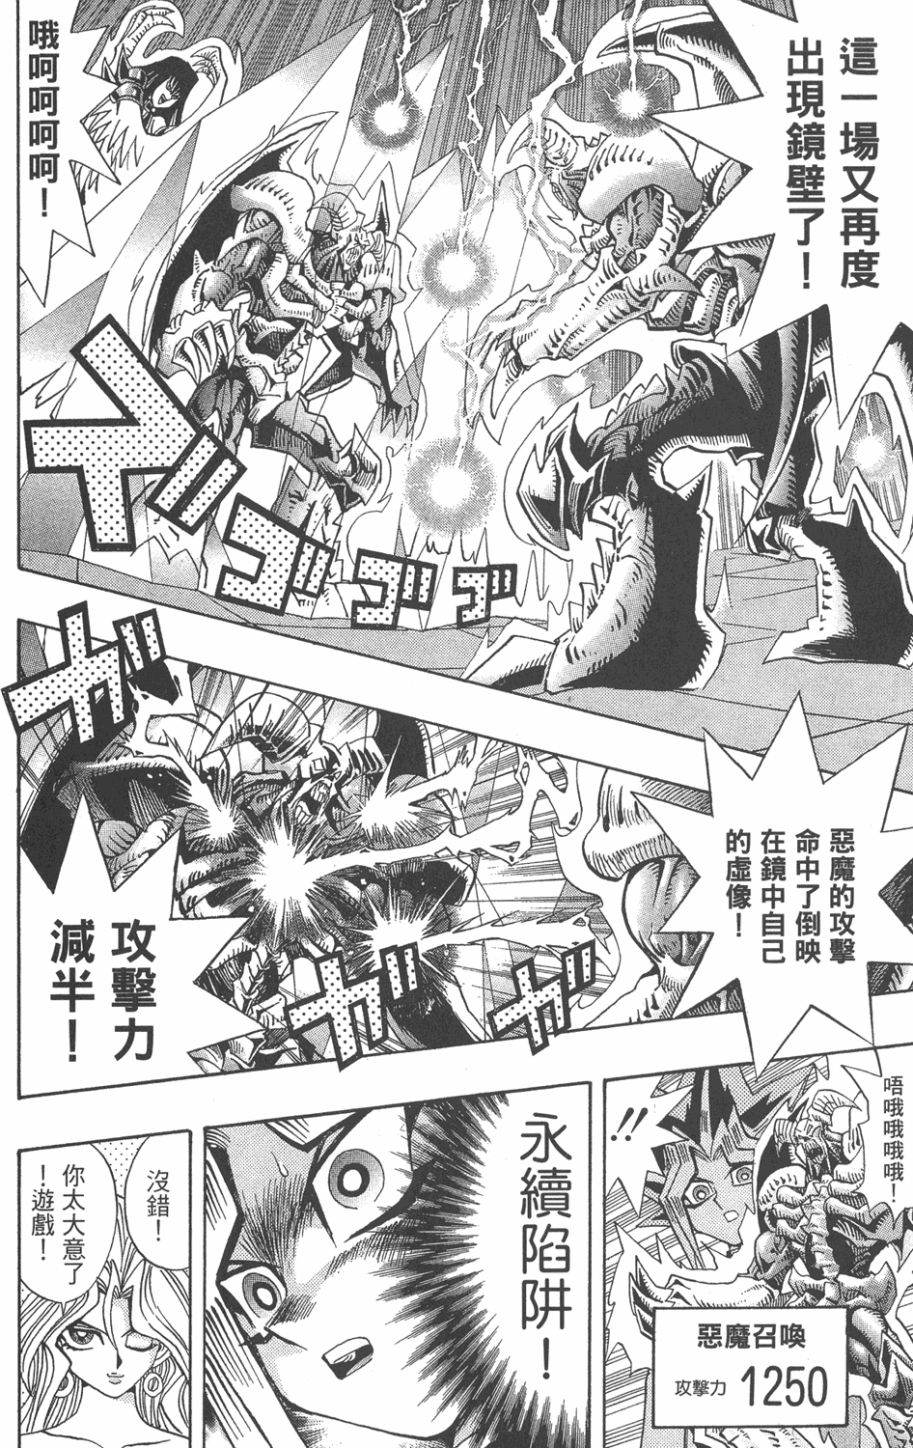 這一場又再度
出現鏡壁了！
哦呵呵呵呵！
ドゴゴゴゴ
惡魔的攻擊
命中了倒映
在鏡中自己
的虛像！
ガガガ
攻擊力
減半！
唔哦哦哦哦！
!!
惡魔召喚
攻擊力 1250
永續陷阱！
沒錯！
你太大意了
！遊戲！